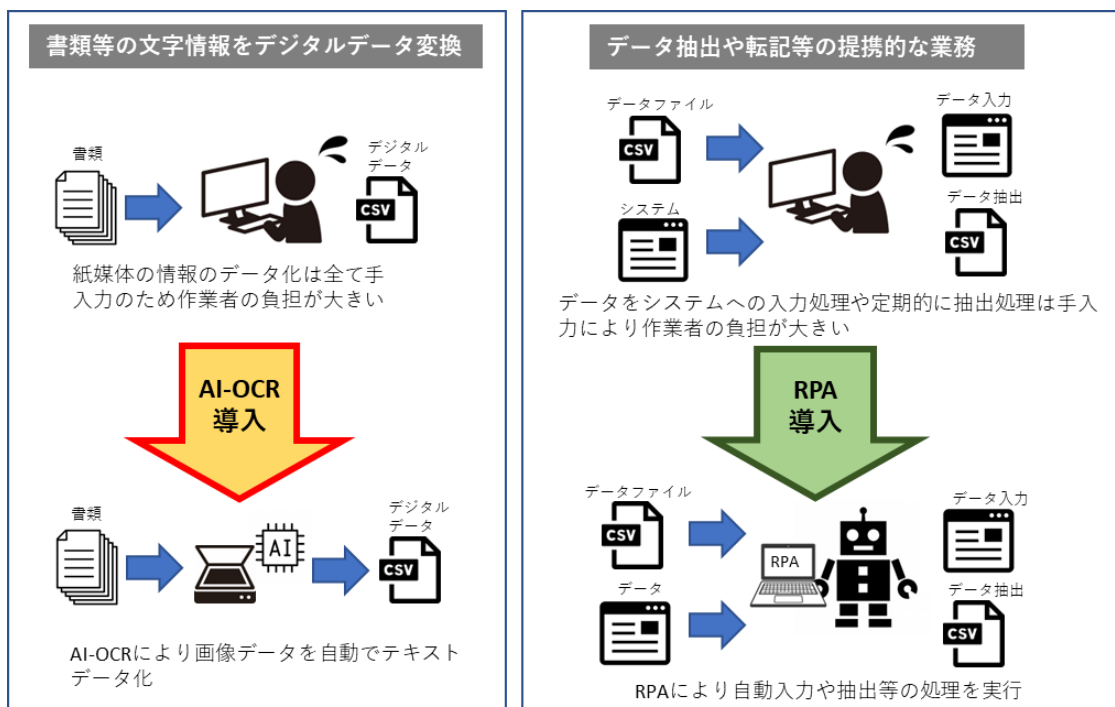 書類等の文字情報をデジタルデータ変換
書類
デジタル
データ
CSV
紙媒体の情報のデータ化は全て手
入力のため作業者の負担が大きい
AI-OCR
導入
書類
AI
デジタル
データ
CSV
AI-OCRにより画像データを自動でテキスト
データ化
データ抽出や転記等の提携的な業務
データファイル
CSV
システム
データ入力
データ抽出
CSV
データをシステムへの入力処理や定期的に抽出処理は手入
力により作業者の負担が大きい
RPA
導入
データファイル
CSV
データ
RPA
データ入力
データ抽出
CSV
RPAにより自動入力や抽出等の処理を実行